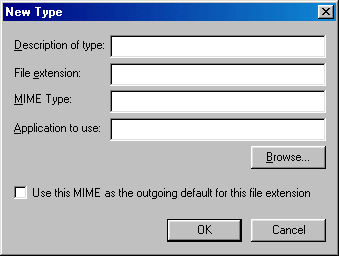 New Type
Description of type:
File extension:
MIME Type:
Application to use:
Browse...
Use this MIME as the outgoing default for this file extension
OK Cancel